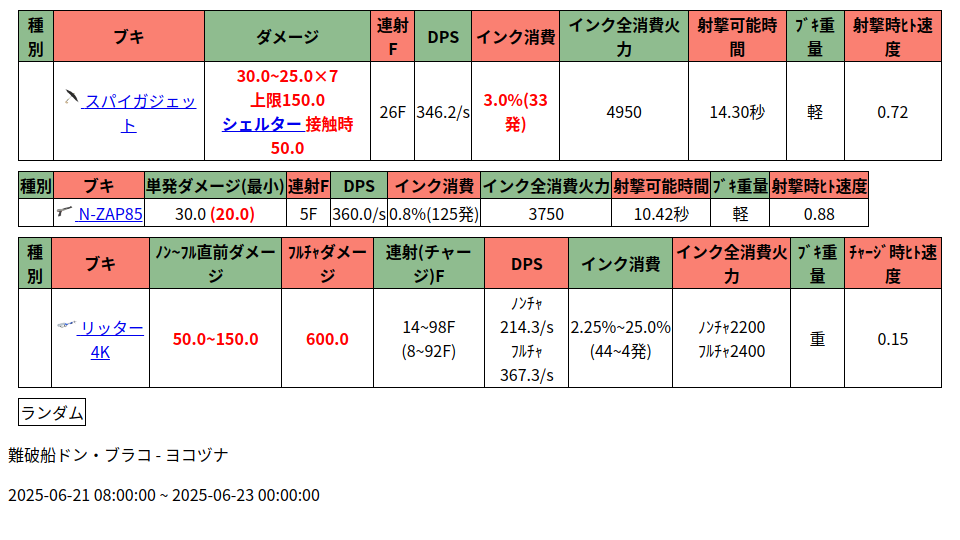 種別 ブキ ダメージ 連射F DPS インク消費 インク全消費火力 射撃可能時間 ﾌﾞｷ重量 射撃時ﾋﾄ速度
スパイガジェット 30.0~25.0×7 上限150.0 シェルター 接触時50.0 26F 346.2/s 3.0%(33発) 4950 14.30秒 軽 0.72
種別 ブキ 単発ダメージ(最小) 連射F DPS インク消費 インク全消費火力 射撃可能時間 ﾌﾞｷ重量 射撃時ﾋﾄ速度
N-ZAP85 30.0 (20.0) 5F 360.0/s 0.8%(125発) 3750 10.42秒 軽 0.88
種別 ブキ ﾉﾝ~ﾌﾙ直前ダメージ ﾌﾙﾁｬダメージ 連射(チャージ)F DPS インク消費 インク全消費火力 ﾌﾞｷ重量 ﾁｬｰｼﾞ時ﾋﾄ速度
リッター4K 50.0~150.0 600.0 14~98F (8~92F) ﾉﾝﾁｬ 214.3/s ﾌﾙﾁｬ 367.3/s 2.25%~25.0% (44~4発) ﾉﾝﾁｬ2200 ﾌﾙﾁｬ2400 重 0.15
ランダム
難破船ドン・ブラコ - ヨコヅナ
2025-06-21 08:00:00 ~ 2025-06-23 00:00:00